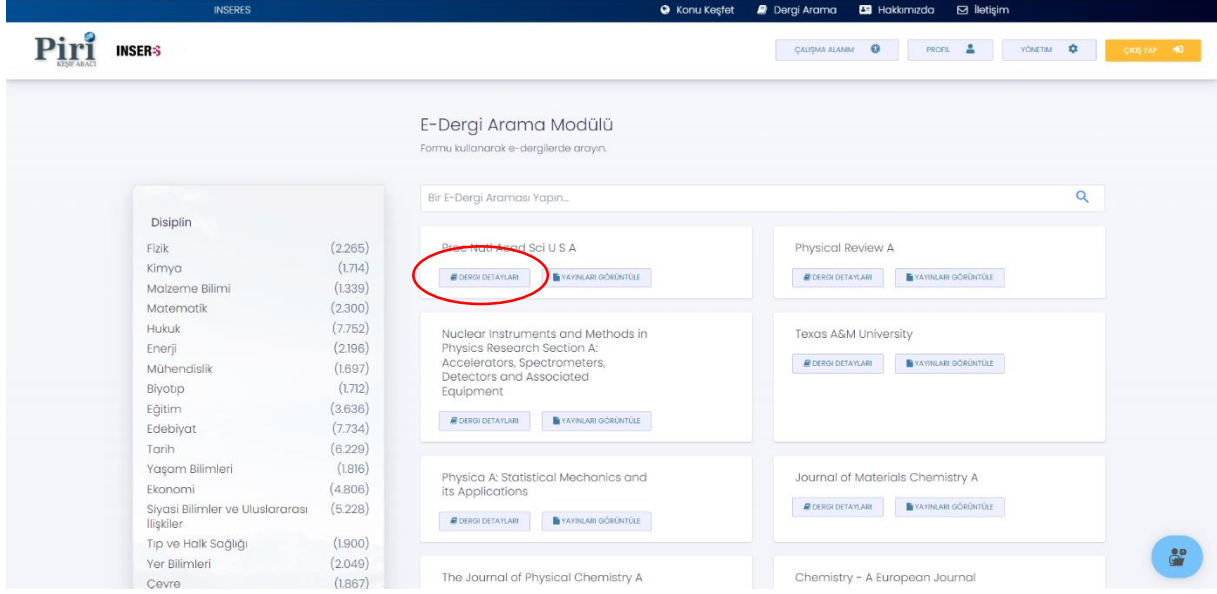 INSERES
Konu Keşfet
Dergi Arama
Hakkımızda
İletişim
Piri
KEŞİF ARACI
INSERS
ÇALIŞMA ALANIM
PROFİL
YÖNETİM
ÇIKIŞ YAP
E-Dergi Arama Modülü
Formu kullanarak e-dergilerde arayın.
Bir E-Dergi Araması Yapın...
Disiplin
Fizik (2.265)
Kimya (1.714)
Malzeme Bilimi (1.339)
Matematik (2.300)
Hukuk (7.752)
Enerji (2.196)
Mühendislik (1.697)
Biyotıp (1.712)
Eğitim (3.636)
Edebiyat (7.734)
Tarih (6.229)
Yaşam Bilimleri (1.816)
Ekonomi (4.806)
Siyasi Bilimler ve Uluslararası (5.228)
İlişkiler
Tıp ve Halk Sağlığı (1.900)
Yer Bilimleri (2.049)
Çevre (1.867)
Proc Natl Acad Sci U S A
DERGİ DETAYLARI
YAYINLARI GÖRÜNTÜLE
Physical Review A
DERGİ DETAYLARI
YAYINLARI GÖRÜNTÜLE
Nuclear Instruments and Methods in
Physics Research Section A:
Accelerators, Spectrometers,
Detectors and Associated
Equipment
DERGİ DETAYLARI
YAYINLARI GÖRÜNTÜLE
Texas A&M University
DERGİ DETAYLARI
YAYINLARI GÖRÜNTÜLE
Physica A: Statistical Mechanics and
its Applications
DERGİ DETAYLARI
YAYINLARI GÖRÜNTÜLE
Journal of Materials Chemistry A
DERGİ DETAYLARI
YAYINLARI GÖRÜNTÜLE
The Journal of Physical Chemistry A
Chemistry - A European Journal